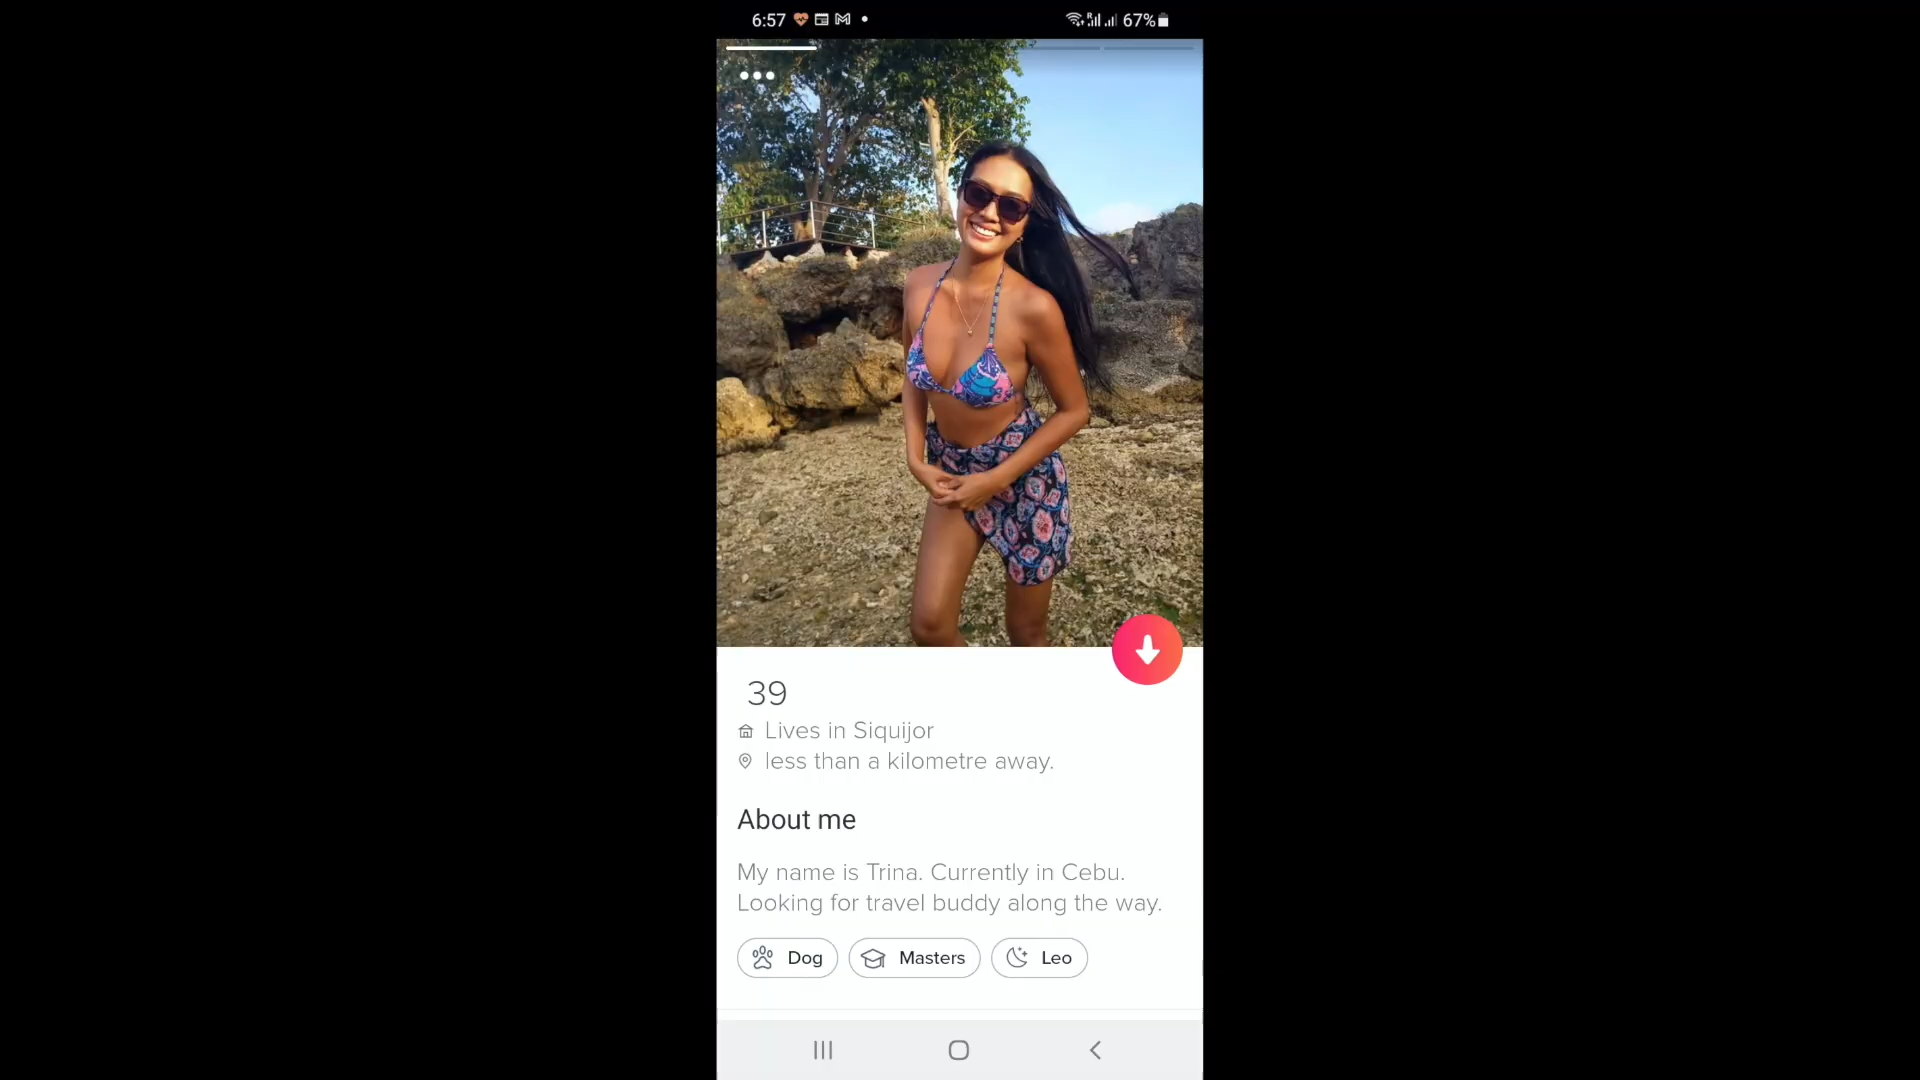 6:57
67%
39
Lives in Siquijor
less than a kilometre away.
About me
My name is Trina. Currently in Cebu.
Looking for travel buddy along the way.
Dog
Masters
Leo